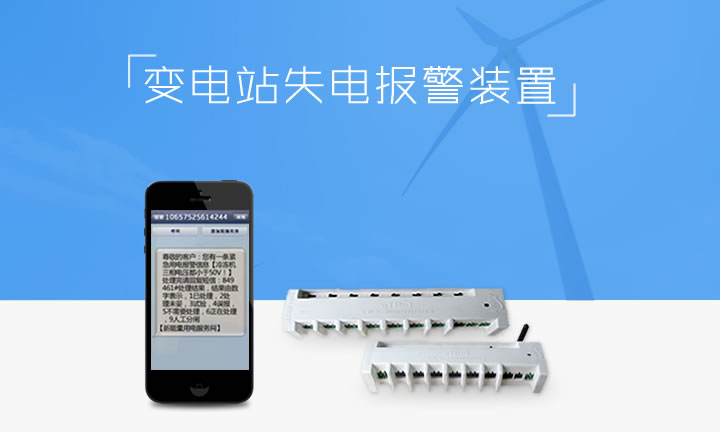 「变电站失电报警装置」
10657525614244
尊敬的客户：您有一条紧
急用电报警信息【冷冻机
三相电压都小于50V！】
处理完满回复短信：849
461#处理结果，结果由数
字表示，1已处理，2处
理未妥，3试验，4误报，
5不需要处理，6正在处理
，9人工分闸
【新能量用电服务网】